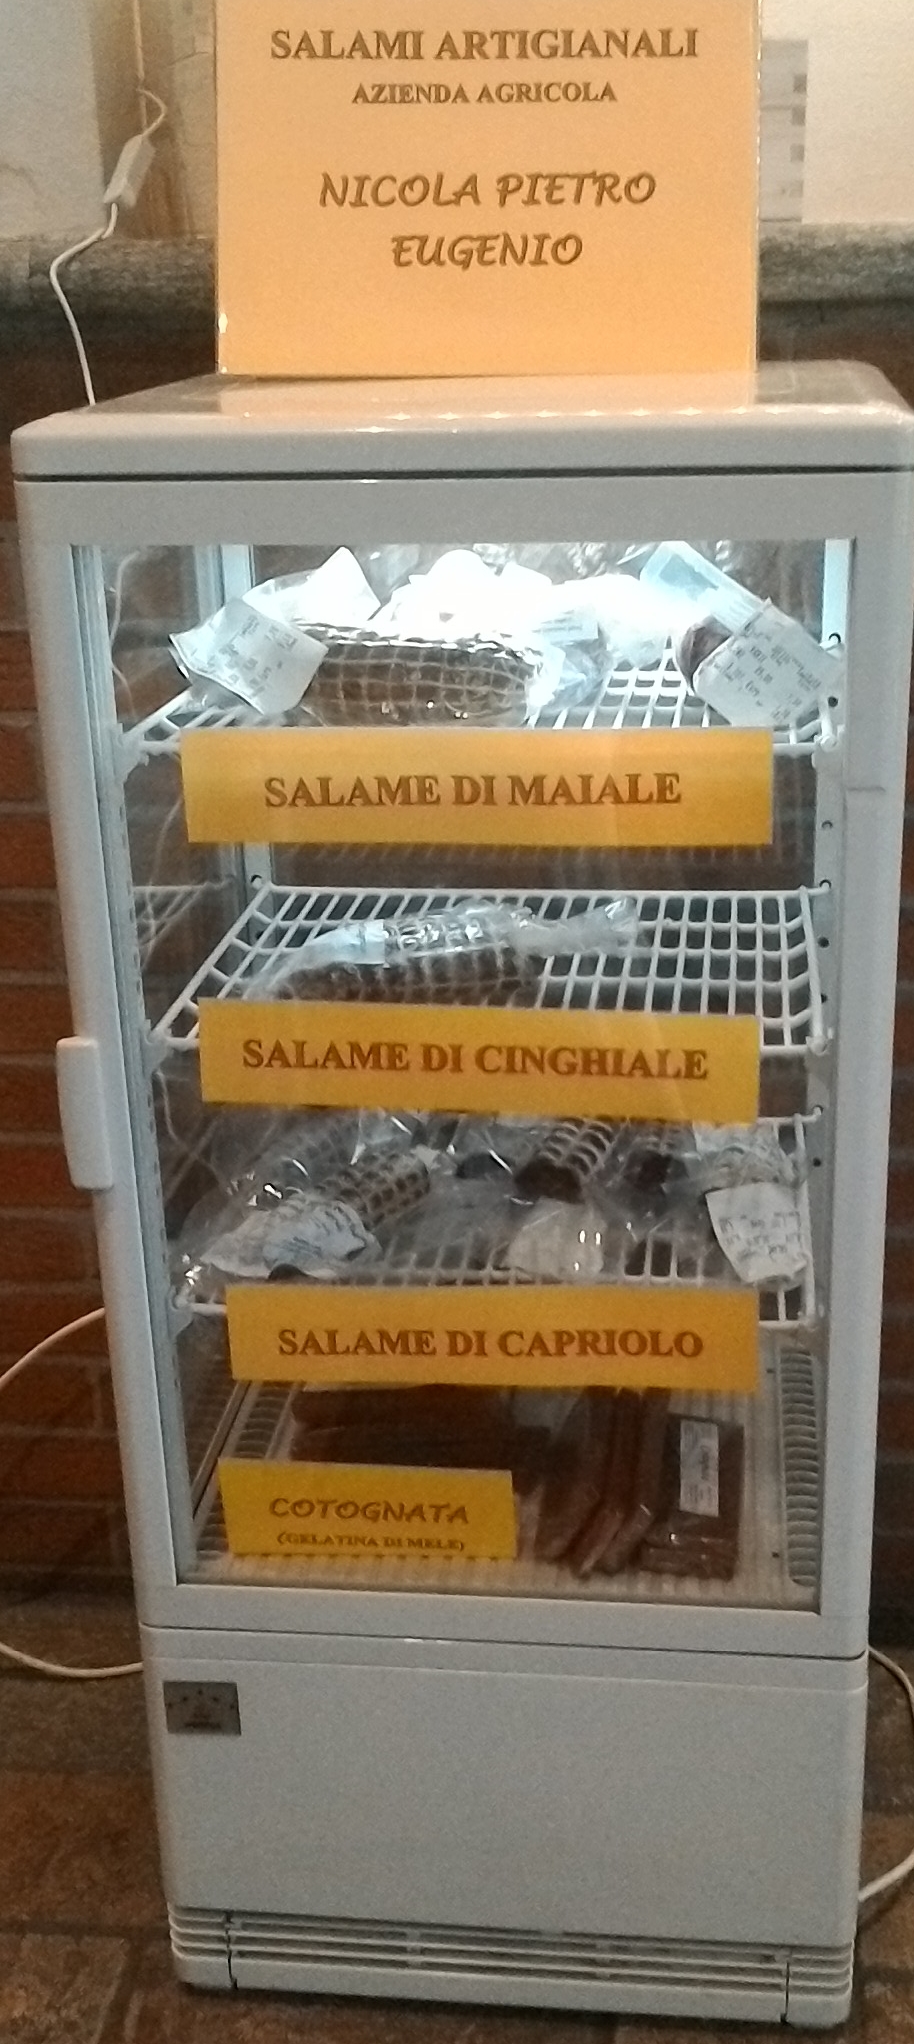 SALAMI ARTIGIANALI
AZIENDA AGRICOLA
NICOLA PIETRO
EUGENIO
SALAME DI MAIALE
SALAME DI CINGHIALE
SALAME DI CAPRIOLO
COTOGNATA
(GELATINA DI MELE)